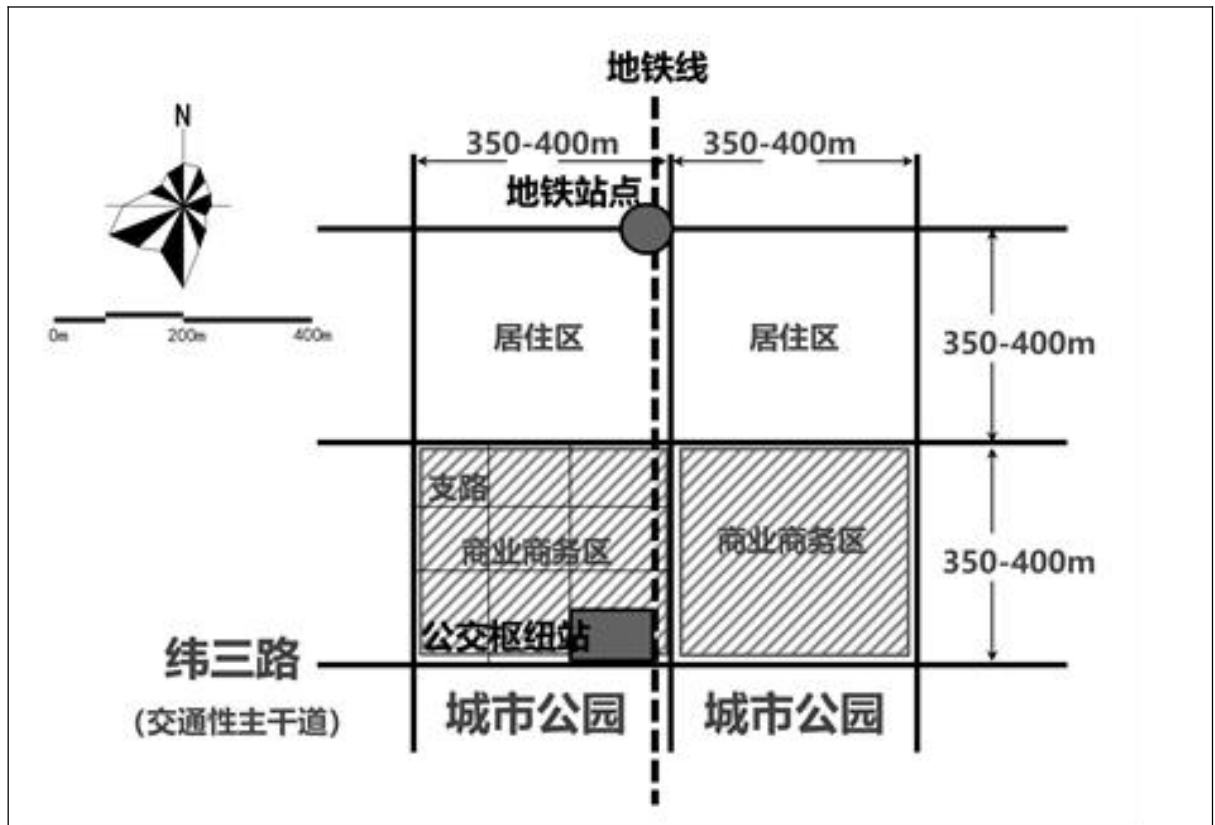 地铁线
N
350-400m
350-400m
地铁站点
0m
200m
400m
居住区
居住区
350-400m
支路
商业商务区
商业商务区
350-400m
公交枢纽站
纬三路
(交通性主干道)
城市公园
城市公园